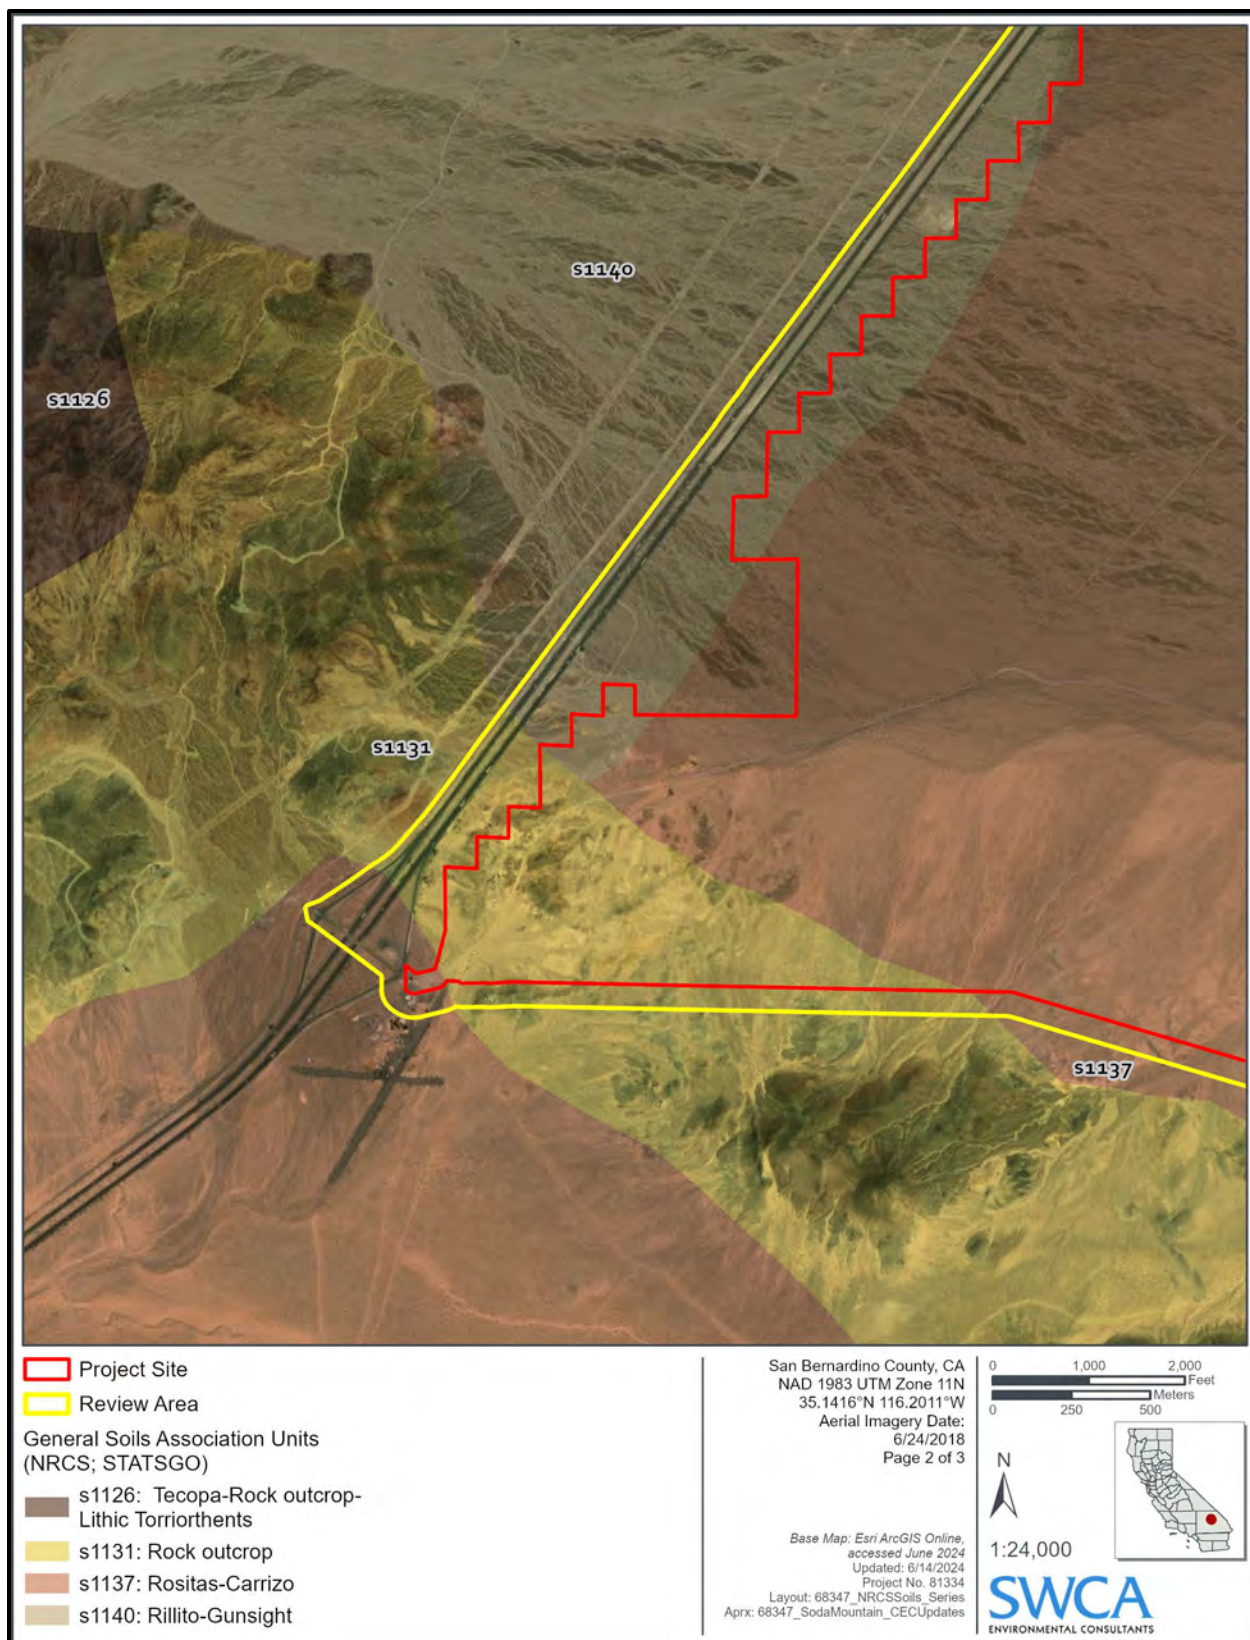 s1140
s1126
s1131
s1137
Project Site
Review Area
General Soils Association Units
(NRCS; STATSGO)
s1126: Tecopa-Rock outcrop-
Lithic Torriorthents
s1131: Rock outcrop
s1137: Rositas-Carrizo
s1140: Rillito-Gunsight
San Bernardino County, CA
NAD 1983 UTM Zone 11N
35.1416°N 116.2011°W
Aerial Imagery Date:
6/24/2018
Page 2 of 3
Base Map: Esri ArcGIS Online,
accessed June 2024
Updated: 6/14/2024
Project No. 81334
Layout: 68347_NRCSSoils_Series
Aprx: 68347_SodaMountain_CECUpdates
0 1,000 2,000
Feet
Meters
0 250 500
N
1:24,000
SWCA
ENVIRONMENTAL CONSULTANTS